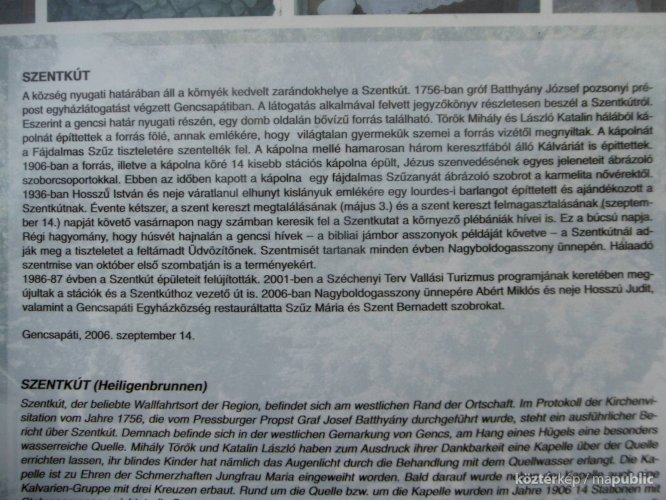 SZENTKÚT
A község nyugati határában áll a környék kedvelt zarándokhelye a Szentkút. 1756-ban gróf Batthyány József pozsonyi pré-
post egyházlátogatást végzett Gencsapátiban. A látogatás alkalmával felvett jegyzőkönyv részletesen beszél a Szentkútról.
Eszerint a gencsi határ nyugati részén, egy domb oldalán bővízű forrás található. Török Mihály és László Katalin hálából ká-
polnát építtettek a forrás fölé, annak emlékére, hogy világtalan gyermekük szemei a forrás vizétől megnyíltak. A kápolnát
a Fájdalmas Szűz tiszteletére szentelték fel. A kápolna mellé hamarosan három keresztfából álló Kálváriát is építtettek.
1906-ban a forrás, illetve a kápolna köré 14 kisebb stációs kápolna épült, Jézus szenvedésének egyes jeleneteit ábrázoló
szoborcsoportokkal. Ebben az időben kapott a kápolna egy fájdalmas Szűzanyát ábrázoló szobrot a karmelita nővérektől.
1936-ban Hosszú István és neje váratlanul elhunyt kislányuk emlékére egy lourdes-i barlangot építtetett és ajándékozott a
Szentkútnak. Évente kétszer, a szent kereszt megtalálásának (május 3.) és a szent kereszt felmagasztalásának (szeptem-
ber 14.) napját követő vasárnapon nagy számban keresik fel a Szentkutat a környező plébániák hívei is. Ez a búcsú napja.
Régi hagyomány, hogy húsvét hajnalán a gencsi hívek – a bibliai jámbor asszonyok példáját követve – a Szentkútnál ad-
ják meg a tiszteletet a feltámadt Üdvözítőnek. Szentmisét tartanak minden évben Nagyboldogasszony ünnepén. Hálaadó
szentmise van október első szombatján is a terményekért.
1986-87 évben a Szentkút épületeit felújították. 2001-ben a Széchenyi Terv Vallási Turizmus programjának keretében meg-
újultak a stációk és a Szentkúthoz vezető út is. 2006-ban Nagyboldogasszony ünnepére Abért Miklós és neje Hosszú Judit,
valamint a Gencsapáti Egyházközség restauráltatta Szűz Mária és Szent Bernadett szobrokat.
Gencsapáti, 2006. szeptember 14.
SZENTKÚT (Heiligenbrunnen)
Szentkút, der beliebte Wallfahrtsort der Region, befindet sich am westlichen Rand der Ortschaft. Im Protokoll der Kirchenvi-
sitation vom Jahre 1756, die vom Pressburger Propst Graf Josef Batthyány durchgeführt wurde, steht ein ausführlicher Be-
richt über Szentkút. Demnach befinde sich in der westlichen Gemarkung von Gencs, am Hang eines Hügels eine besonders
wasserreiche Quelle. Mihály Török und Katalin László haben zum Ausdruck ihrer Dankbarkeit eine Kapelle über der Quelle
errichten lassen, ihr blindes Kinder hat nämlich das Augenlicht durch die Behandlung mit dem Quellwasser erlangt. Die Ka-
pelle ist zu Ehren der Schmerzhaften Jungfrau Maria eingeweiht worden. Bald darauf wurde neben der Kapelle auch eine
Kalvarien-Gruppe mit drei Kreuzen erbaut. Rund um die Quelle bzw. um die Kapelle wurden im Jahre 1906 14 Stationen mit
köztérkép / mapublic